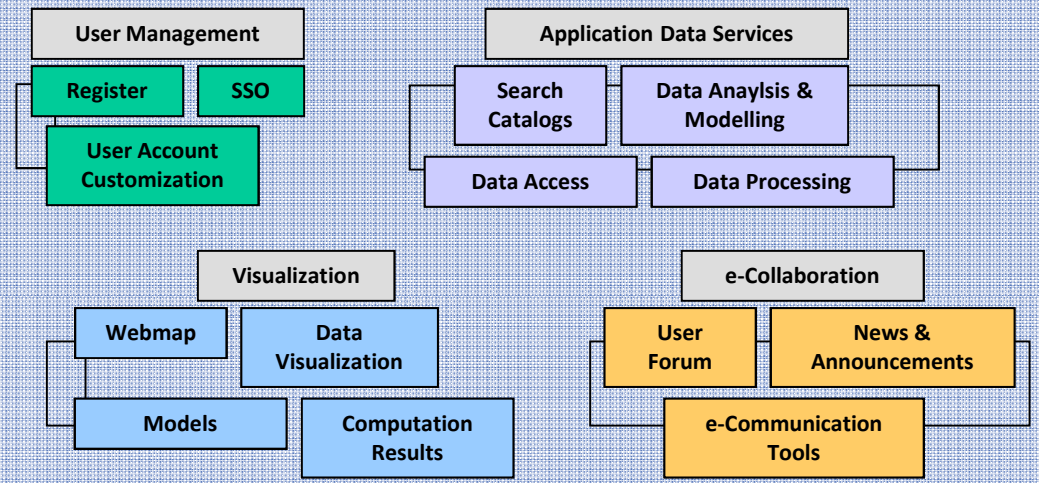 User Management
Register
SSO
User Account
Customization
Application Data Services
Search
Catalogs
Data Anaylsis &
Modelling
Data Access
Data Processing
Visualization
Webmap
Data
Visualization
Models
Computation
Results
e-Collaboration
User
Forum
News &
Announcements
e-Communication
Tools